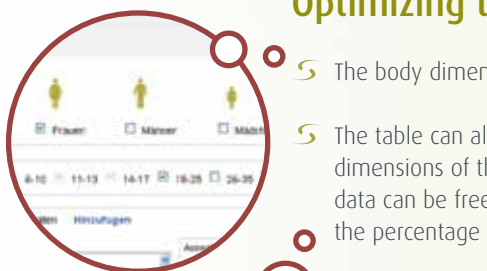 Optimizing
The body dimen
The table can al
dimensions of th
data can be free
the percentage
Frauen Männer Mädch
6-10 11-13 14-17 18-25 26-35
Hinzufügen